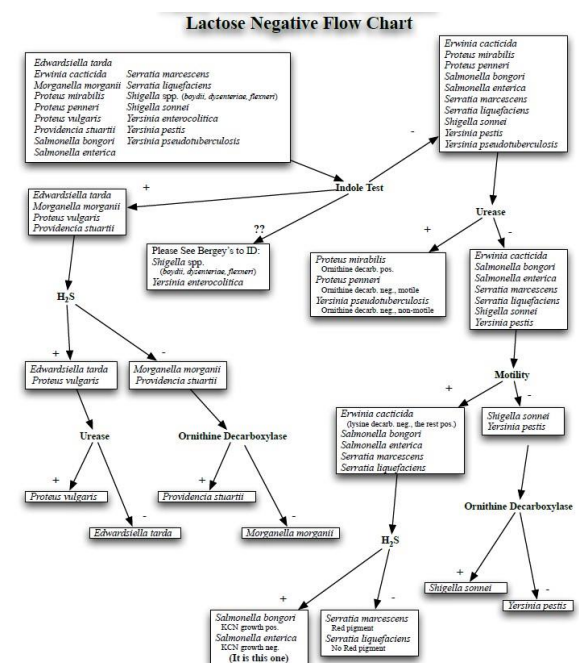 Lactose Negative Flow Chart
Edwardsiella tarda
Erwinia cacticida Serratia marcescens
Morganella morganii Serratia liquefaciens
Proteus mirabilis Shigella spp. (boydii, dysenteriae, flexneri)
Proteus penneri Shigella sonnei
Proteus vulgaris Yersinia enterocolitica
Providencia stuartii Yersinia pestis
Salmonella bongori Yersinia pseudotuberculosis
Salmonella enterica
Erwinia cacticida
Proteus mirabilis
Proteus penneri
Salmonella bongori
Salmonella enterica
Serratia marcescens
Serratia liquefaciens
Shigella sonnei
Yersinia pestis
Yersinia pseudotuberculosis
-
Indole Test
+
??
Edwardsiella tarda
Morganella morganii
Proteus vulgaris
Providencia stuartii
Please See Bergey's to ID:
Shigella spp.
(boydii, dysenteriae, flexneri)
Yersinia enterocolitica
Urease
+
-
Proteus mirabilis
Ornithine decarb. pos.
Proteus penneri
Ornithine decarb. neg., motile
Yersinia pseudotuberculosis
Ornithine decarb. neg., non-motile
Erwinia cacticida
Salmonella bongori
Salmonella enterica
Serratia marcescens
Serratia liquefaciens
Shigella sonnei
Yersinia pestis
H2S
+
-
Edwardsiella tarda
Proteus vulgaris
Morganella morganii
Providencia stuartii
Motility
+
-
Erwinia cacticida
(lysine decarb. neg., the rest pos.)
Salmonella bongori
Salmonella enterica
Serratia marcescens
Serratia liquefaciens
Shigella sonnei
Yersinia pestis
Urease
+
-
Proteus vulgaris
Edwardsiella tarda
Ornithine Decarboxylase
+
-
Providencia stuartii
Morganella morganii
H2S
+
-
Ornithine Decarboxylase
+
-
Shigella sonnei
Yersinia pestis
Salmonella bongori
KCN growth pos.
Salmonella enterica
KCN growth neg.
(It is this one)
Serratia marcescens
Red pigment
Serratia liquefaciens
No Red pigment